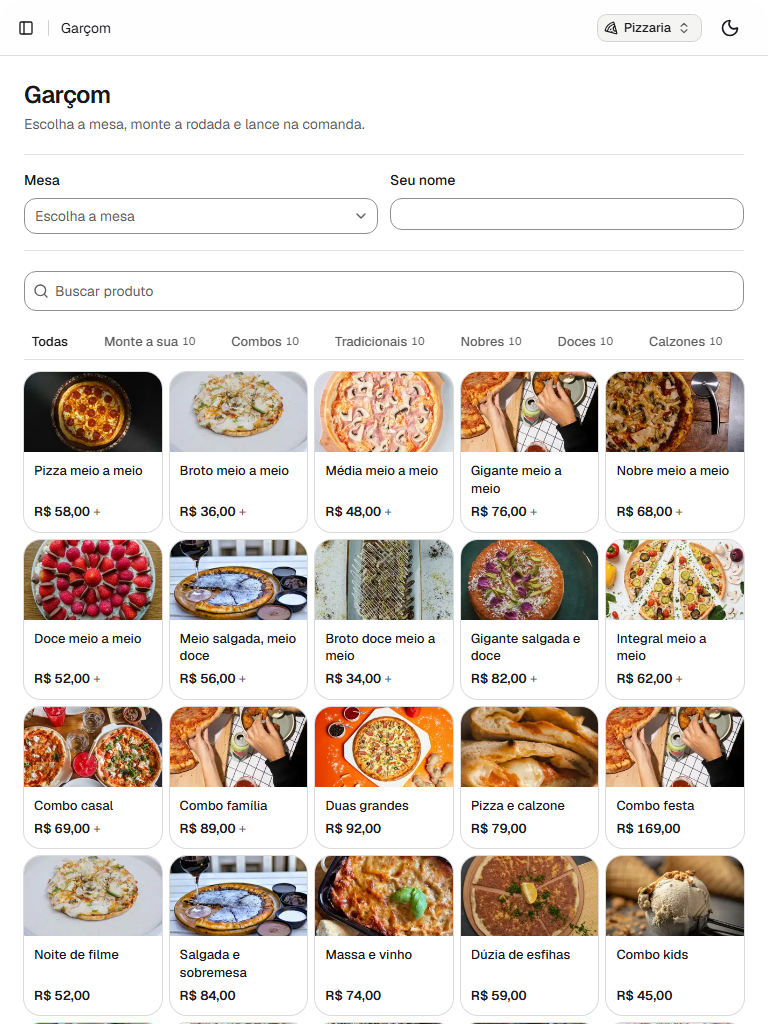 Garçom
Pizzaria
Garçom
Escolha a mesa, monte a rodada e lance na comanda.
Mesa
Seu nome
Escolha a mesa
Buscar produto
Todas
Monte a sua 10
Combos 10
Tradicionais 10
Nobres 10
Doces 10
Calzones 10
Pizza meio a meio
R$ 58,00 +
Broto meio a meio
R$ 36,00 +
Média meio a meio
R$ 48,00 +
Gigante meio a
meio
R$ 76,00 +
Nobre meio a meio
R$ 68,00 +
Doce meio a meio
R$ 52,00 +
Meio salgada, meio
doce
R$ 56,00 +
Broto doce meio a
meio
R$ 34,00 +
Gigante salgada e
doce
R$ 82,00 +
Integral meio a
meio
R$ 62,00 +
Combo casal
R$ 69,00 +
Combo família
R$ 89,00 +
Duas grandes
R$ 92,00
Pizza e calzone
R$ 79,00
Combo festa
R$ 169,00
Noite de filme
R$ 52,00
Salgada e
sobremesa
R$ 84,00
Massa e vinho
R$ 74,00
Dúzia de esfihas
R$ 59,00
Combo kids
R$ 45,00